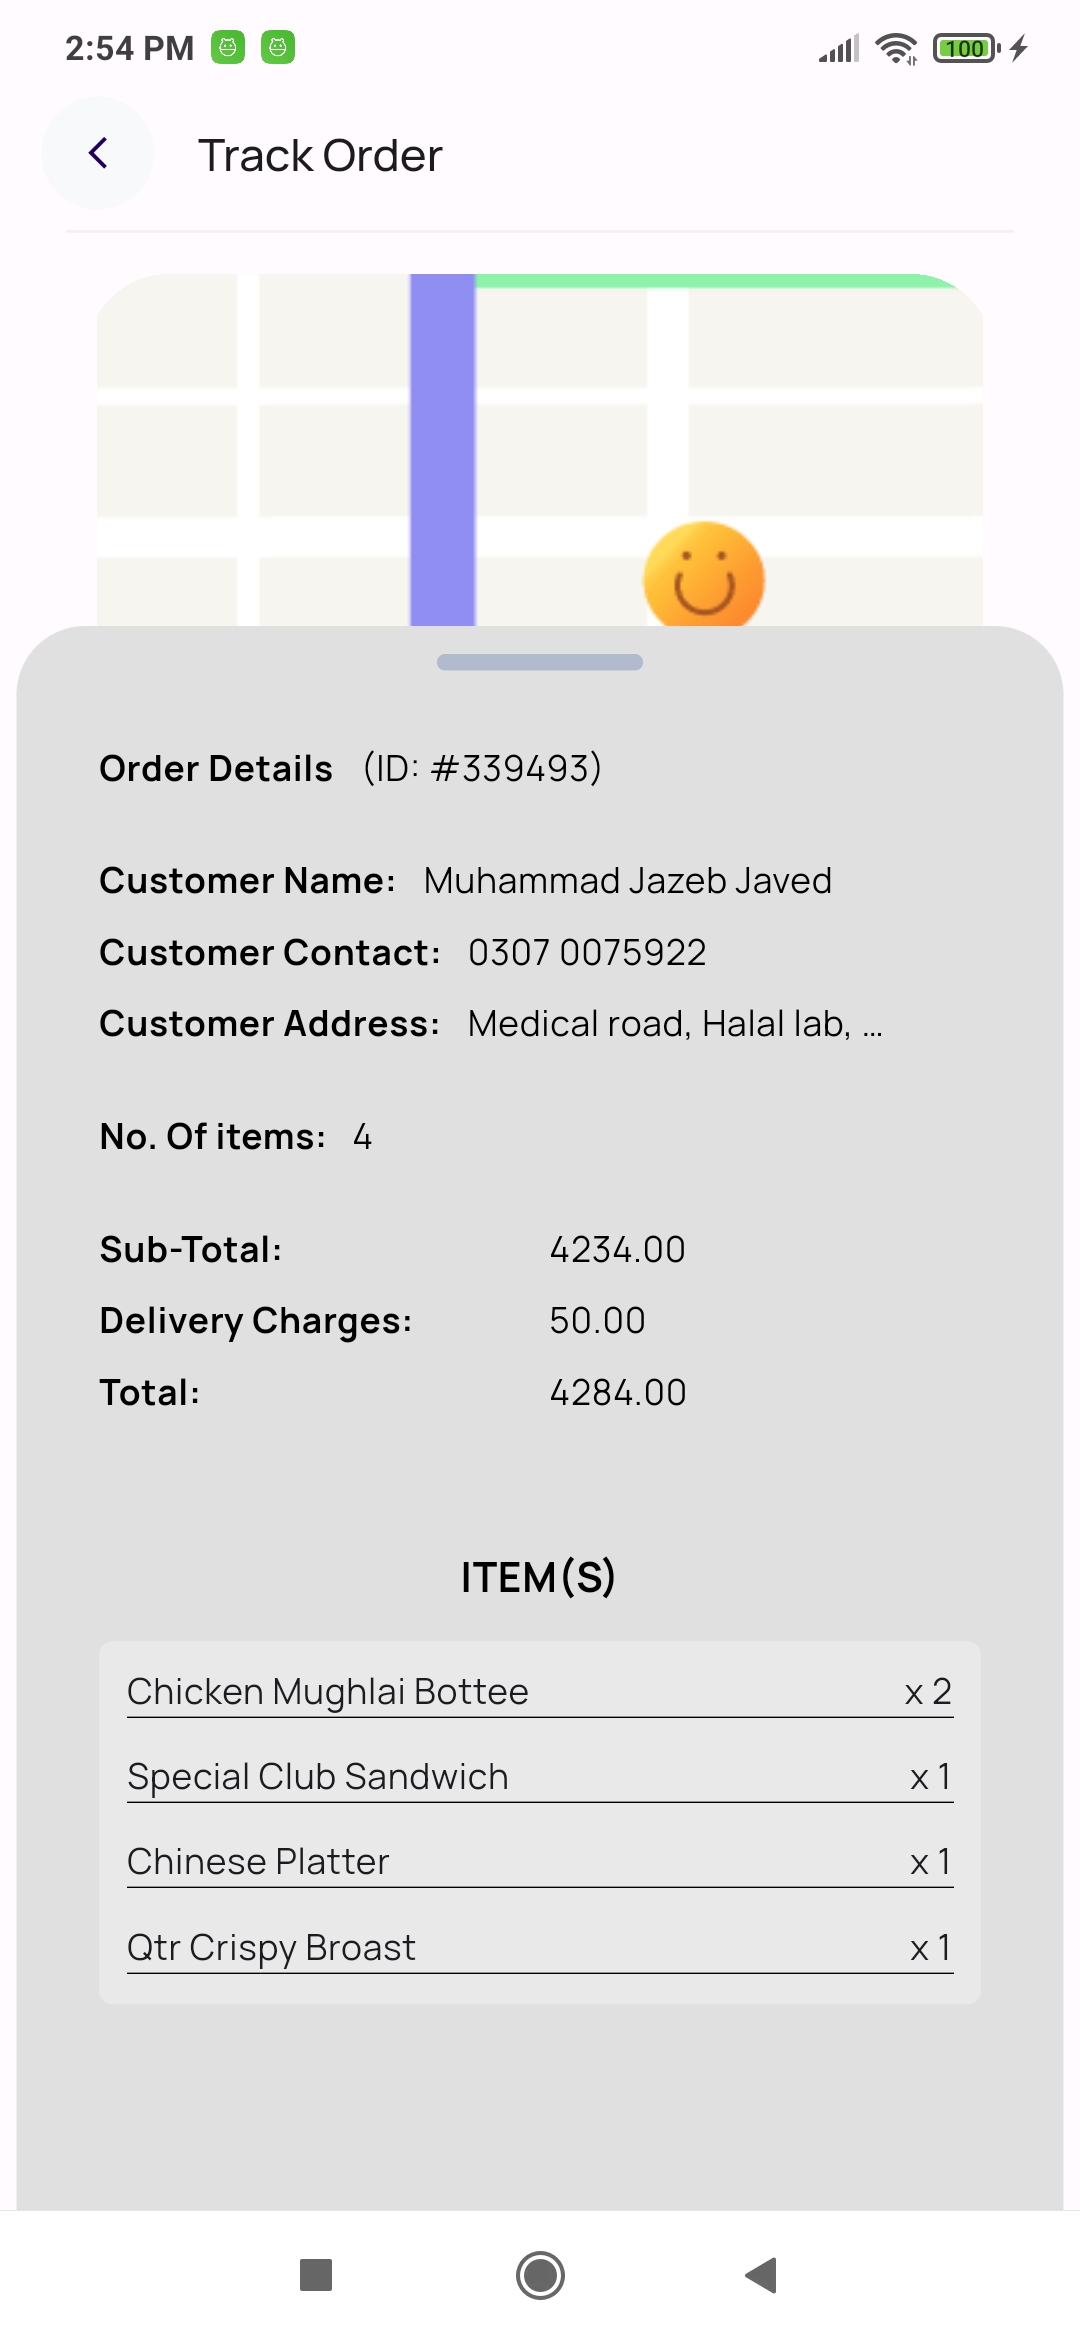 2:54 PM 100
Track Order
Order Details (ID: #339493)
Customer Name: Muhammad Jazeb Javed
Customer Contact: 0307 0075922
Customer Address: Medical road, Halal lab, ...
No. Of items: 4
Sub-Total: 4234.00
Delivery Charges: 50.00
Total: 4284.00
ITEM(S)
Chicken Mughlai Bottee x 2
Special Club Sandwich x 1
Chinese Platter x 1
Qtr Crispy Broast x 1